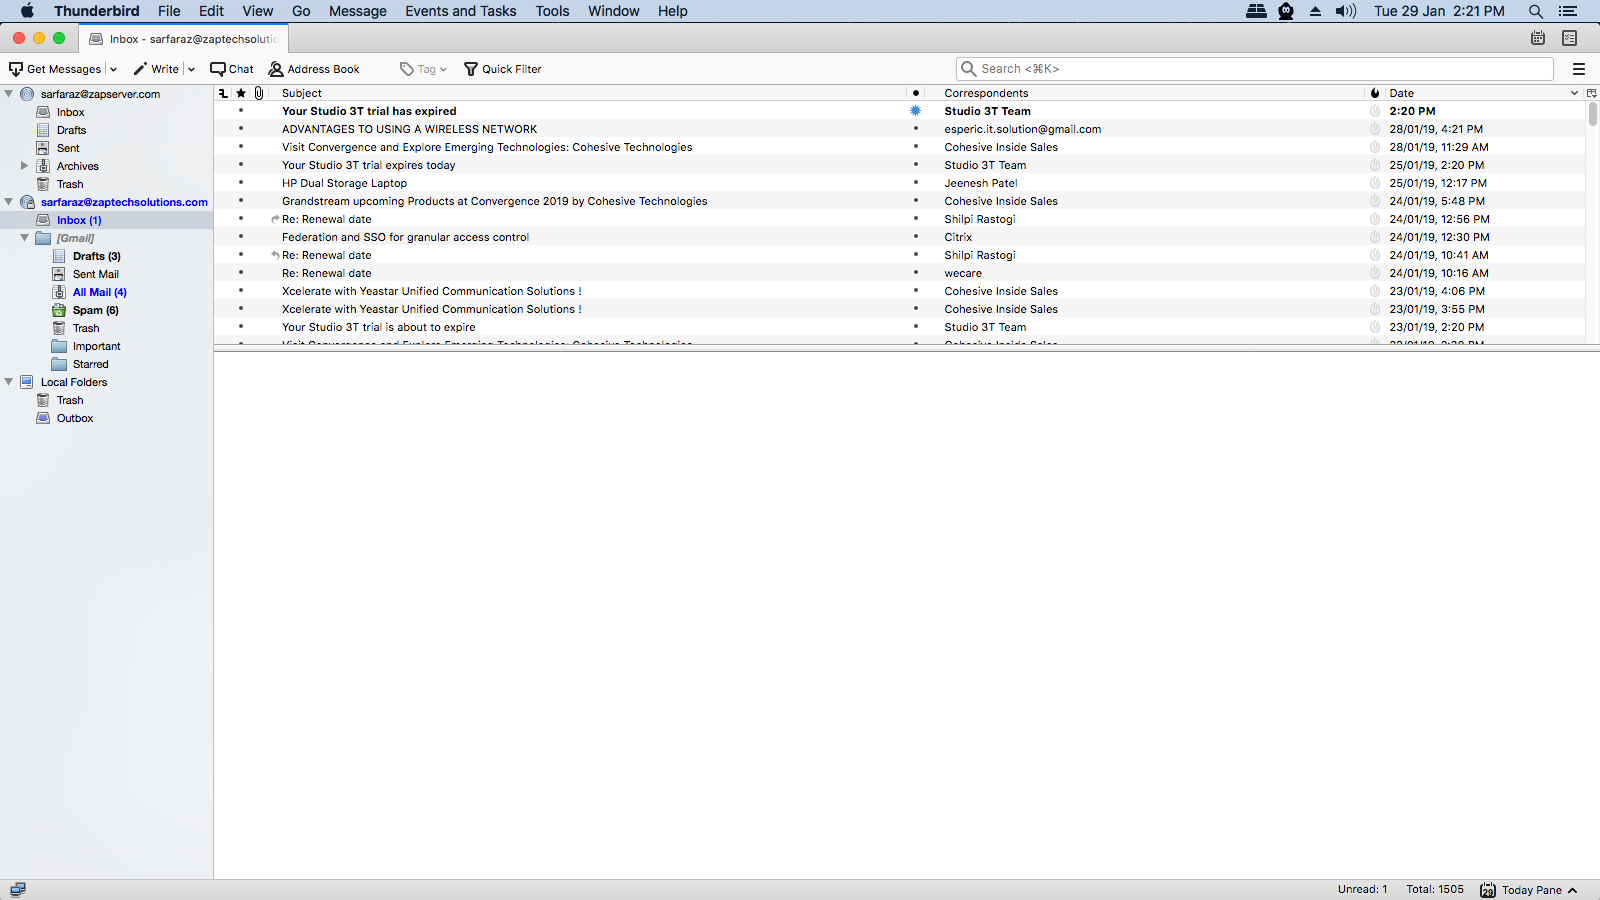 Thunderbird File Edit View Go Message Events and Tasks Tools Window Help Tue 29 Jan 2:21 PM
Inbox - sarfaraz@zaptechsolutio
Get Messages Write Chat Address Book Tag Quick Filter Search <⌘K>
Subject Correspondents Date
sarfaraz@zapserver.com
Inbox
Drafts
Sent
Archives
Trash
sarfaraz@zaptechsolutions.com
Inbox (1)
[Gmail]
Drafts (3)
Sent Mail
All Mail (4)
Spam (6)
Trash
Important
Starred
Local Folders
Trash
Outbox
Your Studio 3T trial has expired Studio 3T Team 2:20 PM
ADVANTAGES TO USING A WIRELESS NETWORK esperic.it.solution@gmail.com 28/01/19, 4:21 PM
Visit Convergence and Explore Emerging Technologies: Cohesive Technologies Cohesive Inside Sales 28/01/19, 11:29 AM
Your Studio 3T trial expires today Studio 3T Team 25/01/19, 2:20 PM
HP Dual Storage Laptop Jeenesh Patel 25/01/19, 12:17 PM
Grandstream upcoming Products at Convergence 2019 by Cohesive Technologies Cohesive Inside Sales 24/01/19, 5:48 PM
Re: Renewal date Shilpi Rastogi 24/01/19, 12:56 PM
Federation and SSO for granular access control Citrix 24/01/19, 12:30 PM
Re: Renewal date Shilpi Rastogi 24/01/19, 10:41 AM
Re: Renewal date wecare 24/01/19, 10:16 AM
Xcelerate with Yeastar Unified Communication Solutions ! Cohesive Inside Sales 23/01/19, 4:06 PM
Xcelerate with Yeastar Unified Communication Solutions ! Cohesive Inside Sales 23/01/19, 3:55 PM
Your Studio 3T trial is about to expire Studio 3T Team 23/01/19, 2:20 PM
Visit Convergence and Explore Emerging Technologies: Cohesive Technologies Cohesive Inside Sales
Unread: 1 Total: 1505 29 Today Pane